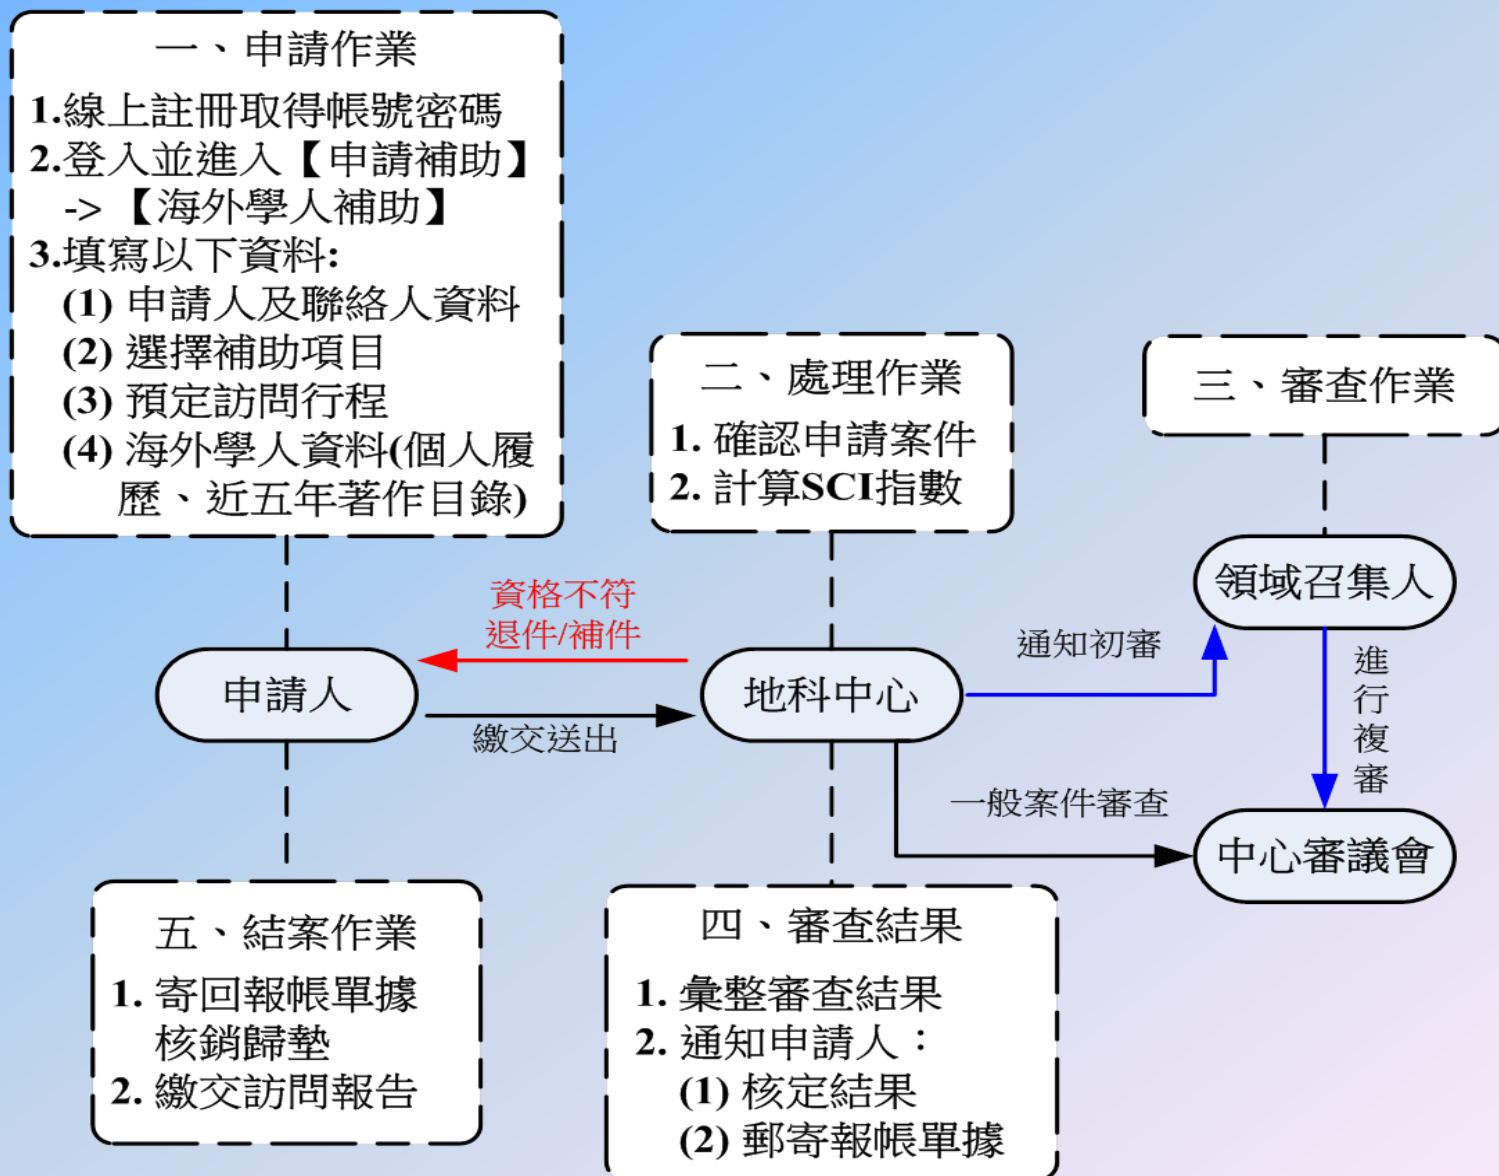 一、申請作業
1.線上註冊取得帳號密碼
2.登入並進入【申請補助】
-> 【海外學人補助】
3.填寫以下資料:
(1) 申請人及聯絡人資料
(2) 選擇補助項目
(3) 預定訪問行程
(4) 海外學人資料(個人履
歷、近五年著作目錄)
二、處理作業
1. 確認申請案件
2. 計算SCI指數
三、審查作業
領域召集人
資格不符
退件/補件
通知初審
進行複審
申請人
地科中心
繳交送出
一般案件審查
中心審議會
五、結案作業
1. 寄回報帳單據
核銷歸墊
2. 繳交訪問報告
四、審查結果
1. 彙整審查結果
2. 通知申請人：
(1) 核定結果
(2) 郵寄報帳單據